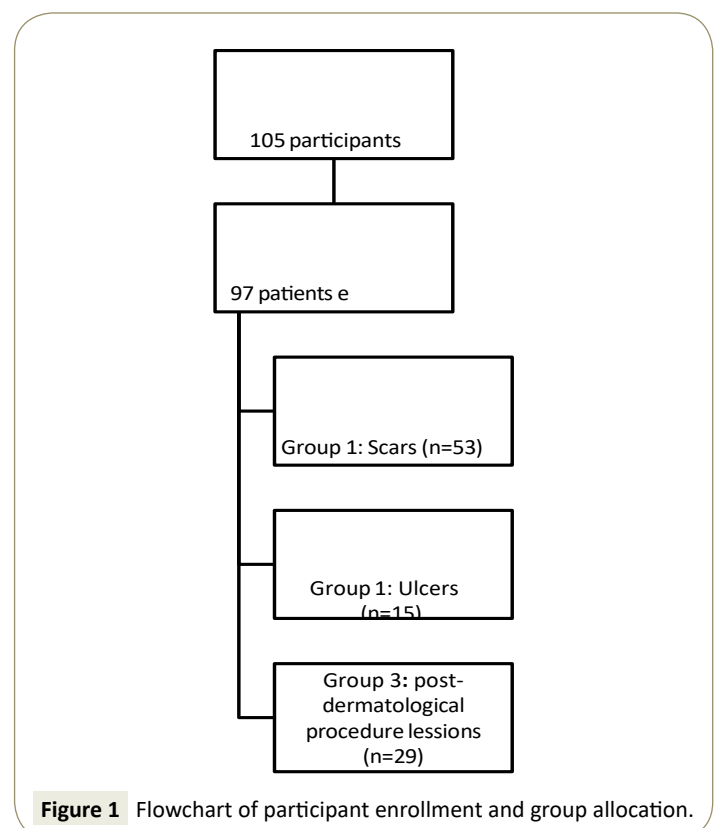 105 participants
97 patients e
Group 1: Scars (n=53)
Group 1: Ulcers
(n=15)
Group 3: post-
dermatological
procedure lessions
(n=29)
Figure 1 Flowchart of participant enrollment and group allocation.